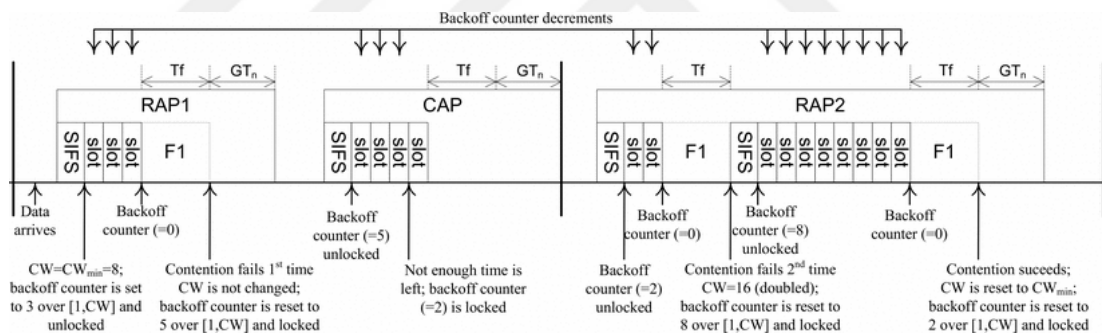 Backoff counter decrements
Tf
GTn
Tf
GTn
Tf
GTn
RAP1
CAP
RAP2
SIFS
slot
slot
slot
F1
SIFS
slot
slot
slot
slot
SIFS
slot
slot
F1
SIFS
slot
slot
slot
slot
slot
slot
slot
slot
F1
Data
arrives
CW=CWmin=8;
backoff counter is set
to 3 over [1,CW] and
unlocked
Backoff
counter (=0)
Contention fails 1st time
CW is not changed;
backoff counter is reset to
5 over [1,CW] and locked
Backoff
counter (=5)
unlocked
Not enough time is
left; backoff counter
(=2) is locked
Backoff
counter (=2)
unlocked
Backoff
counter (=0)
Contention fails 2nd time
CW=16 (doubled);
backoff counter is reset to
8 over [1,CW] and locked
Backoff
counter (=8)
unlocked
Backoff
counter (=0)
Contention suceeds;
CW is reset to CWmin;
backoff counter is reset to
2 over [1,CW] and locked